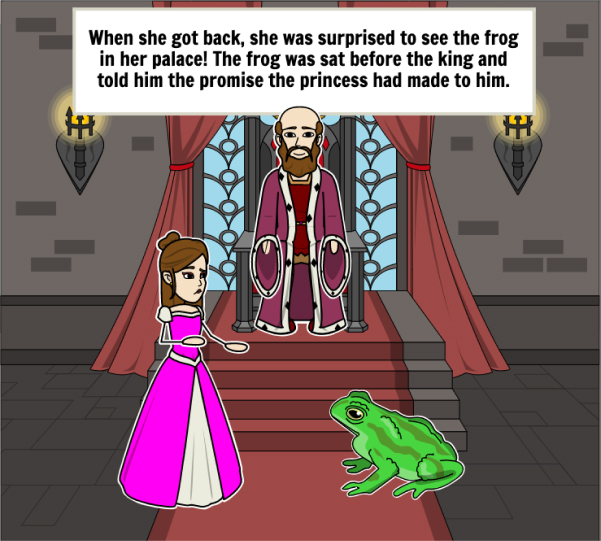 When she got back, she was surprised to see the frog
in her palace! The frog was sat before the king and
told him the promise the princess had made to him.